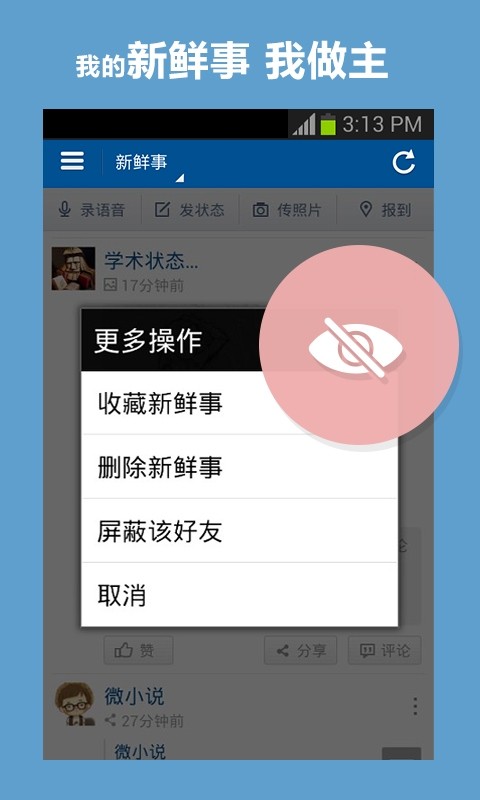 我的新鲜事 我做主
3:13 PM
新鲜事
录语音 发状态 传照片 报到
学术状态...
17分钟前
更多操作
收藏新鲜事
删除新鲜事
屏蔽该好友
论
取消
赞 分享 评论
微小说
27分钟前
微小说